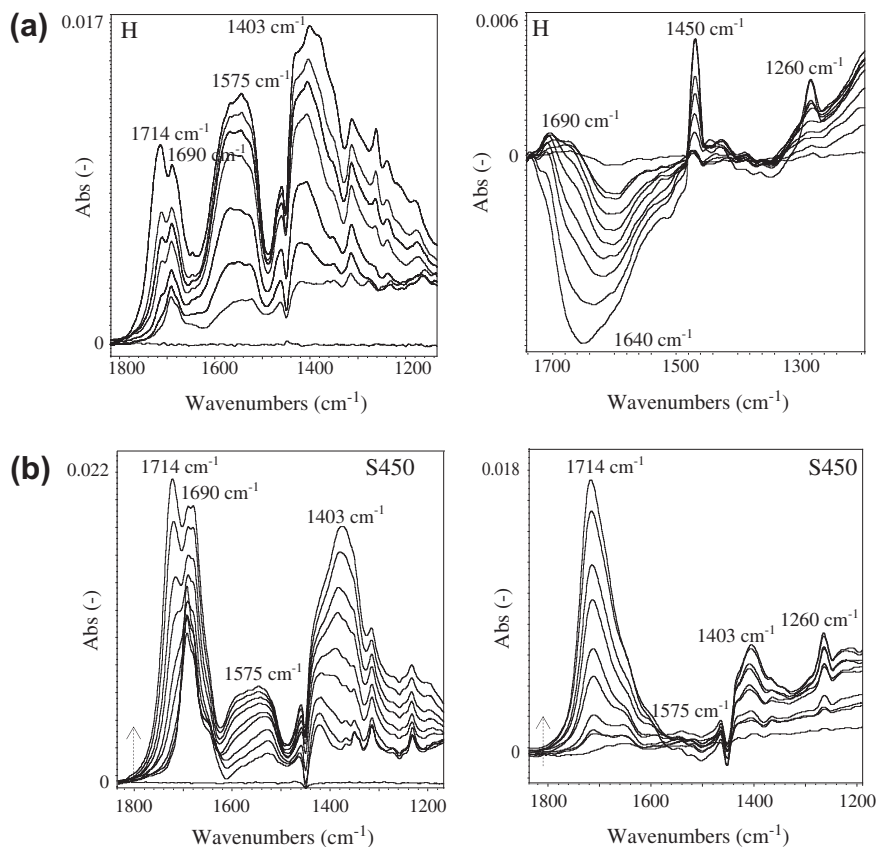 (a)
H
0.017
1403 cm⁻¹
1575 cm⁻¹
1714 cm⁻¹
1690 cm⁻¹
Abs (-)
0
1800 1600 1400 1200
Wavenumbers (cm⁻¹)
H
0.006
1450 cm⁻¹
1260 cm⁻¹
1690 cm⁻¹
0
Abs (-)
1640 cm⁻¹
1700 1500 1300
Wavenumbers (cm⁻¹)
(b)
S450
0.022
1714 cm⁻¹
1690 cm⁻¹
1403 cm⁻¹
1575 cm⁻¹
Abs (-)
0
1800 1600 1400 1200
Wavenumbers (cm⁻¹)
S450
0.018
1714 cm⁻¹
1403 cm⁻¹
1260 cm⁻¹
1575 cm⁻¹
Abs (-)
0
1800 1600 1400 1200
Wavenumbers (cm⁻¹)